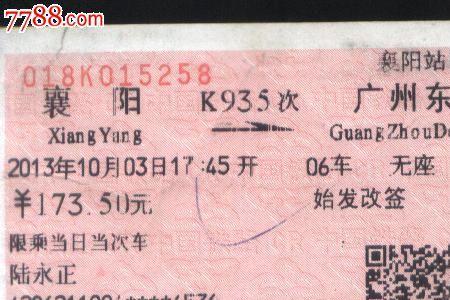 7788.com
襄阳站
018K015258
襄 阳 K935次 广州东
XiangYang GuangZhouDo
2013年10月03日17:45开 06车 无座
￥173.50元 始发改签
限乘当日当次车
陆永正